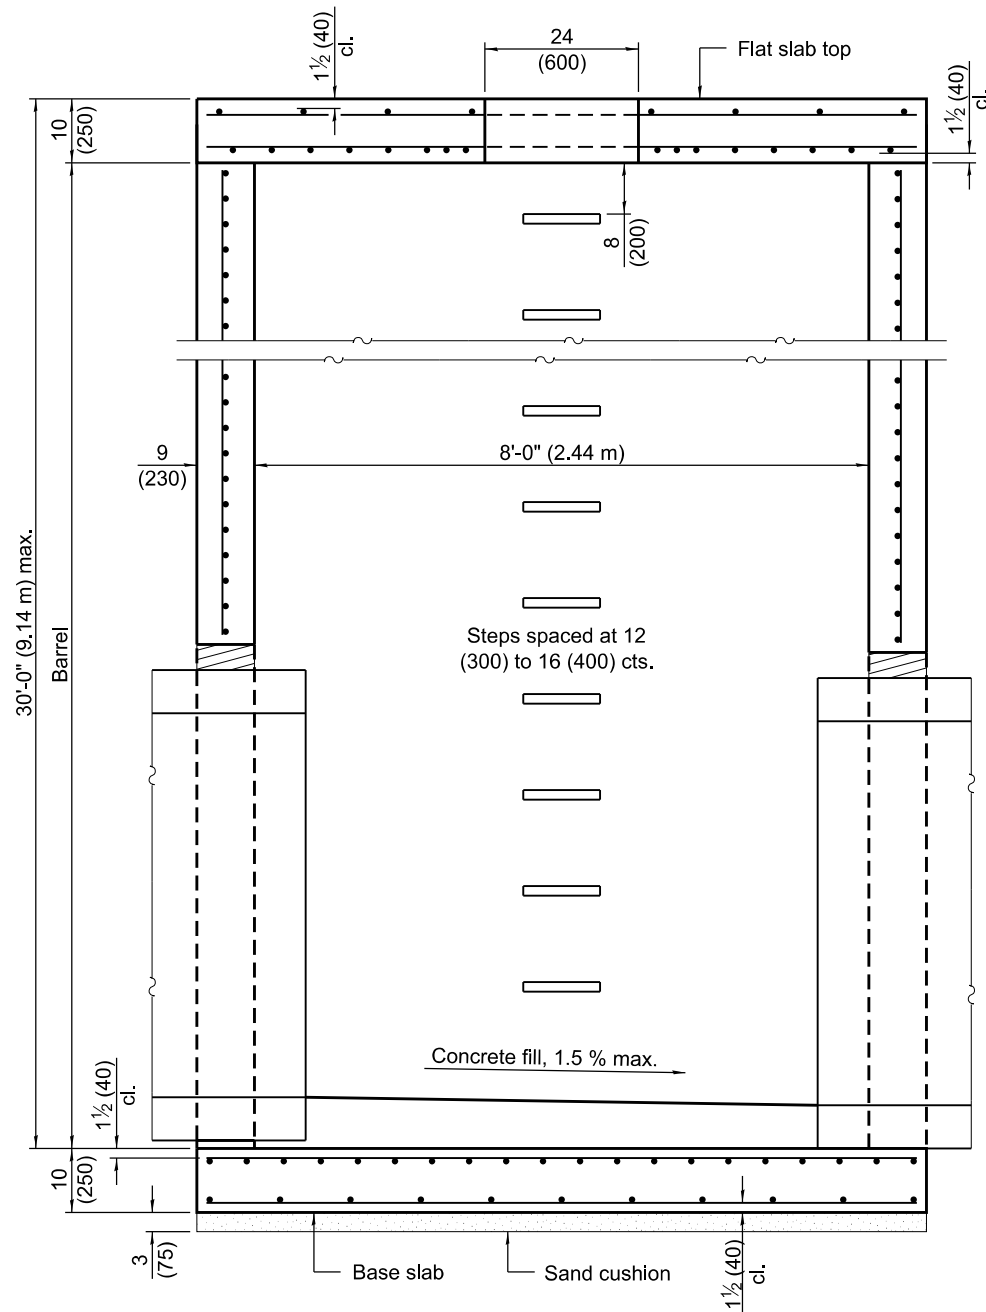 1½ (40)
cl.
24
(600)
Flat slab top
1½ (40)
cl.
10
(250)
8
(200)
9
(230)
8'-0" (2.44 m)
30'-0" (9.14 m) max.
Barrel
Steps spaced at 12
(300) to 16 (400) cts.
Concrete fill, 1.5 % max.
1½ (40)
cl.
10
(250)
3
(75)
Base slab
Sand cushion
1½ (40)
cl.